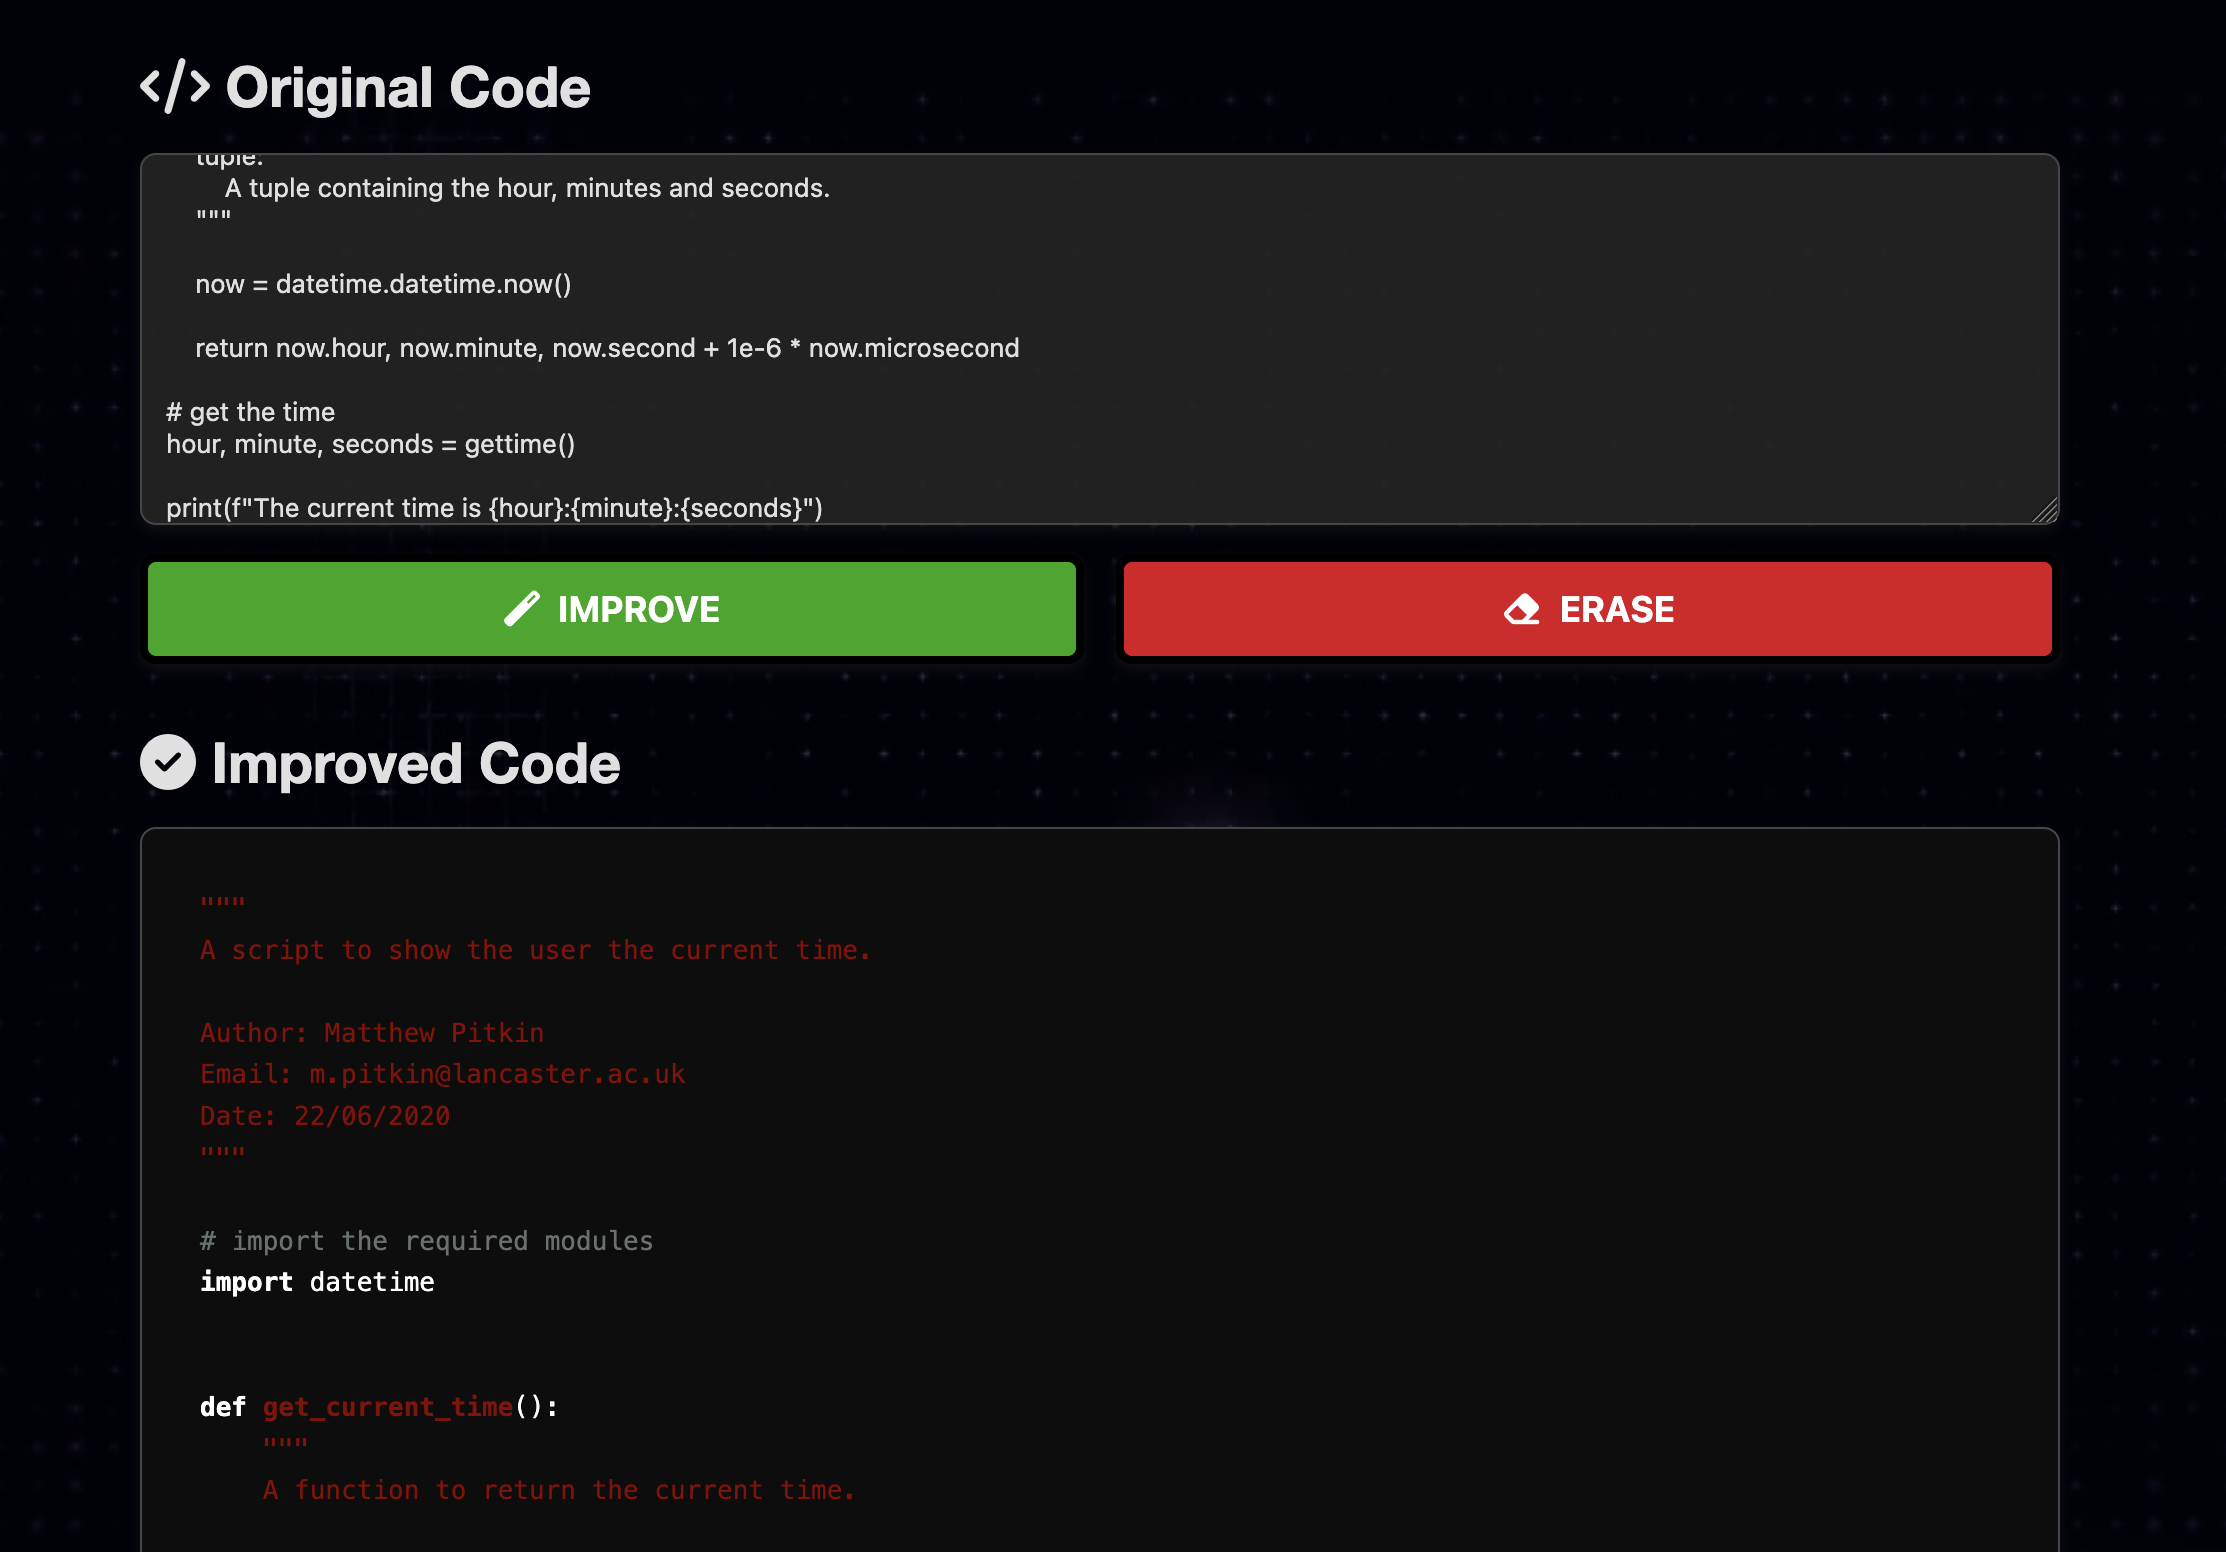 </> Original Code
tuple:
A tuple containing the hour, minutes and seconds.
"""
now = datetime.datetime.now()
return now.hour, now.minute, now.second + 1e-6 * now.microsecond
# get the time
hour, minute, seconds = gettime()
print(f"The current time is {hour}:{minute}:{seconds}")
IMPROVE
ERASE
Improved Code
"""
A script to show the user the current time.
Author: Matthew Pitkin
Email: m.pitkin@lancaster.ac.uk
Date: 22/06/2020
"""
# import the required modules
import datetime
def get_current_time():
"""
A function to return the current time.